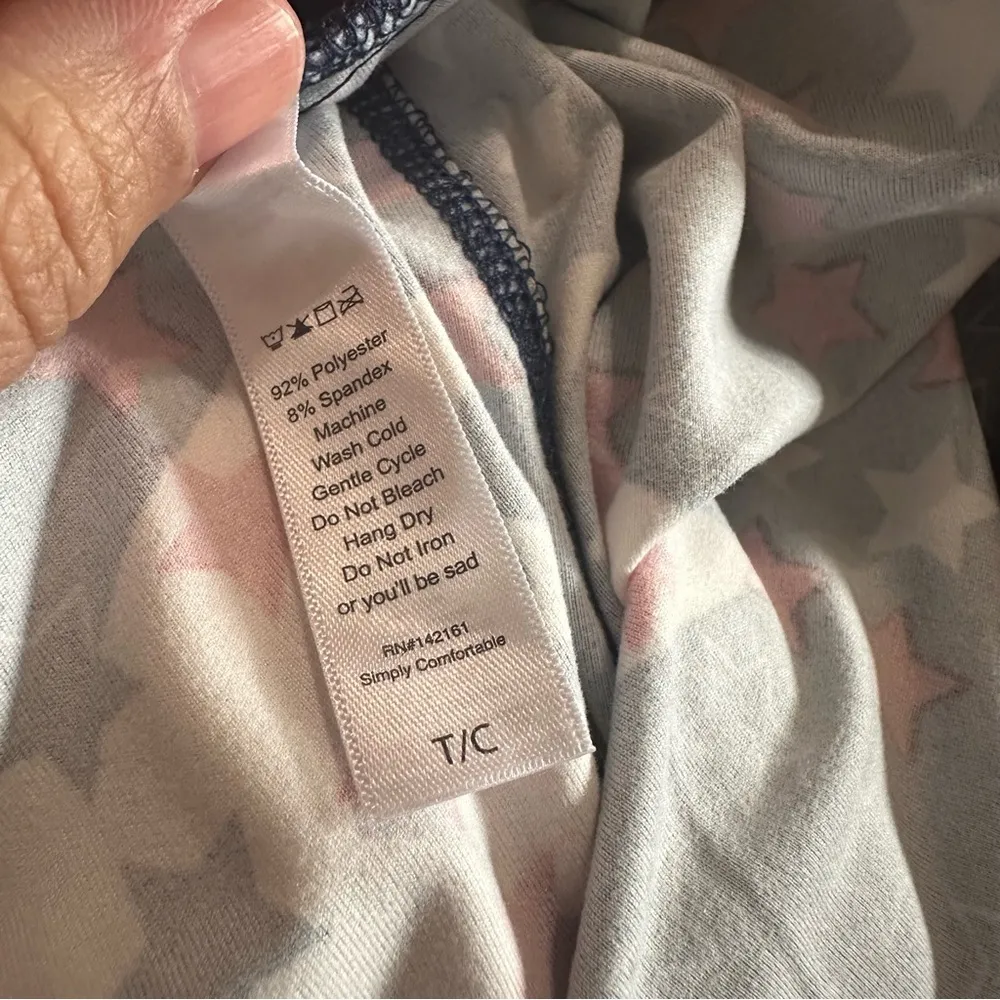 92% Polyester
8% Spandex
Machine
Wash Cold
Gentle Cycle
Do Not Bleach
Hang Dry
Do Not Iron
or you'll be sad
RN#142161
Simply Comfortable
T/C